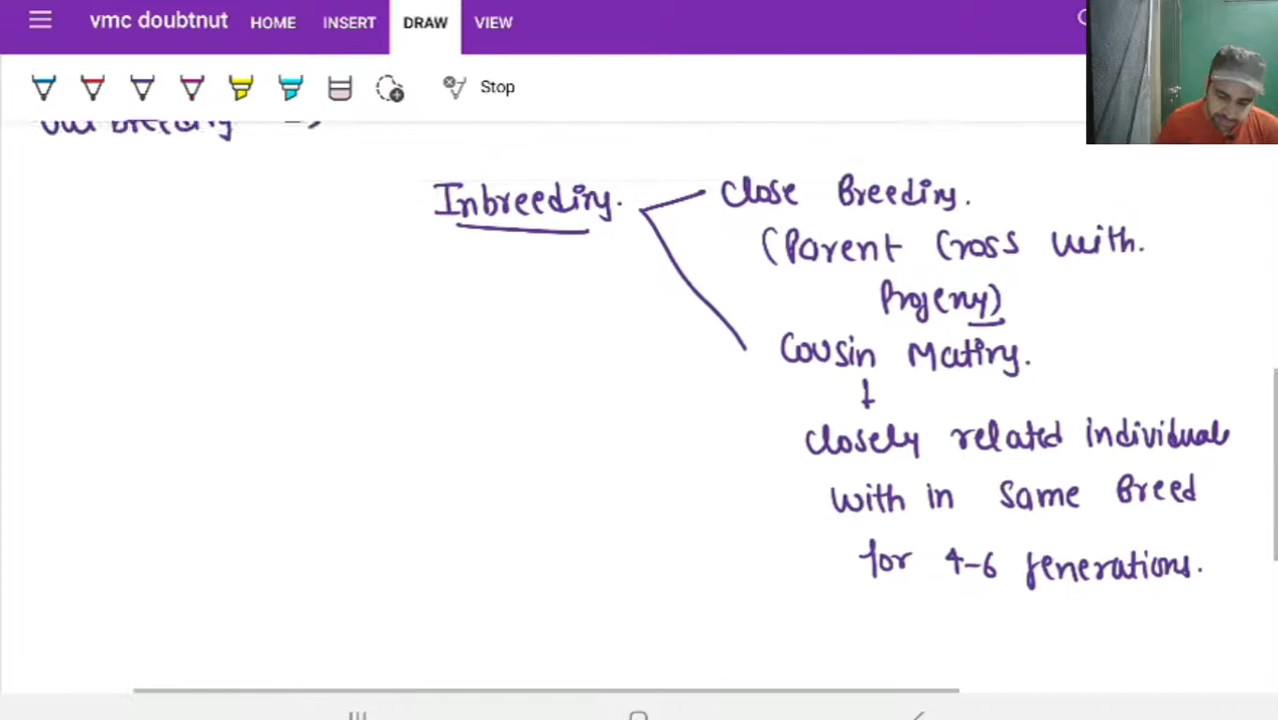 vmc doubtnut HOME INSERT DRAW VIEW
Stop
Inbreeding. Close Breeding.
(Parent Cross with.
Progeny)
Cousin Mating.
closely related individuals
with in Same Breed
for 4-6 generations.